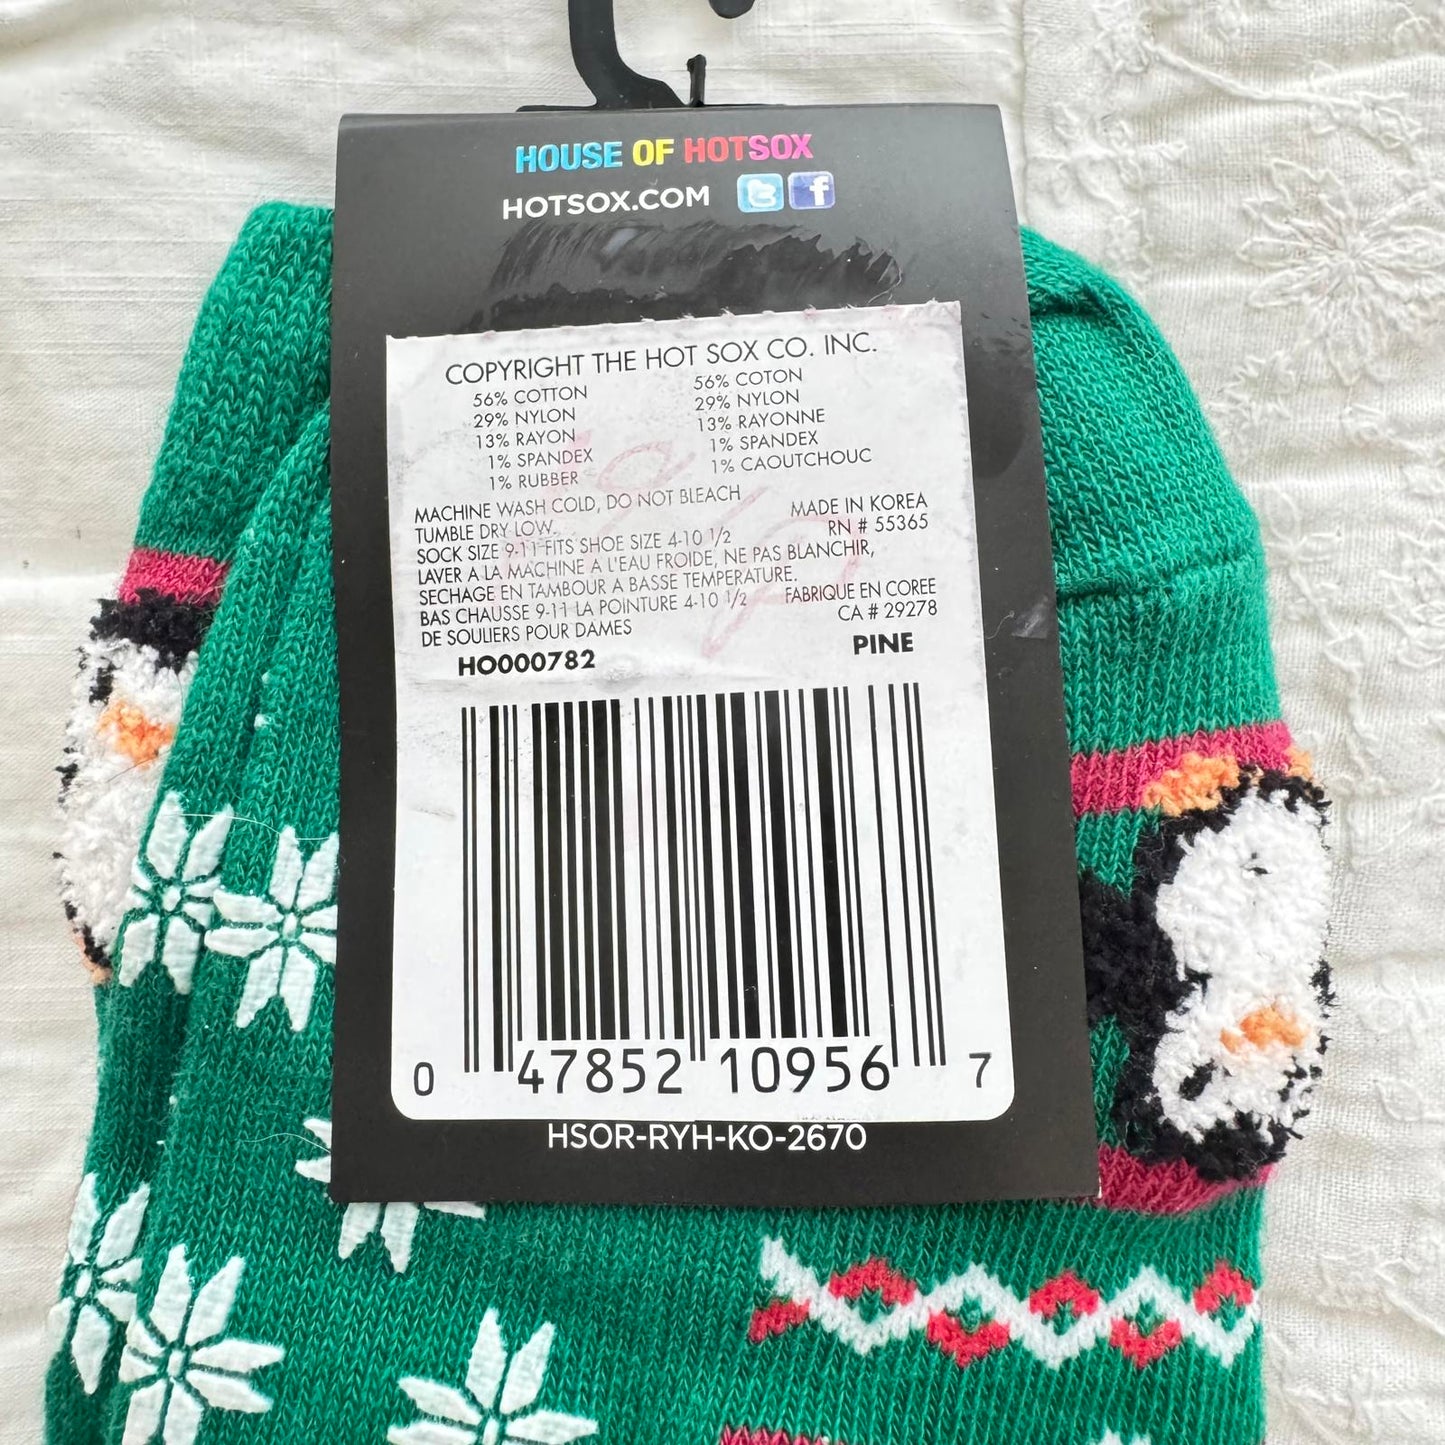 HOUSE OF HOTSOX
HOTSOX.COM
COPYRIGHT THE HOT SOX CO. INC.
56% COTTON
29% NYLON
13% RAYON
1% SPANDEX
1% RUBBER
56% COTON
29% NYLON
13% RAYONNE
1% SPANDEX
1% CAOUTCHOUC
MACHINE WASH COLD, DO NOT BLEACH
TUMBLE DRY LOW.
MADE IN KOREA
RN # 55365
SOCK SIZE 9-11 FITS SHOE SIZE 4-10 1/2
LAVER A LA MACHINE A L'EAU FROIDE, NE PAS BLANCHIR,
SECHAGE EN TAMBOUR A BASSE TEMPERATURE.
BAS CHAUSSE 9-11 LA POINTURE 4-10 1/2
DE SOULIERS POUR DAMES
FABRIQUE EN COREE
CA # 29278
HO000782
PINE
0 47852 10956 7
HSOR-RYH-KO-2670